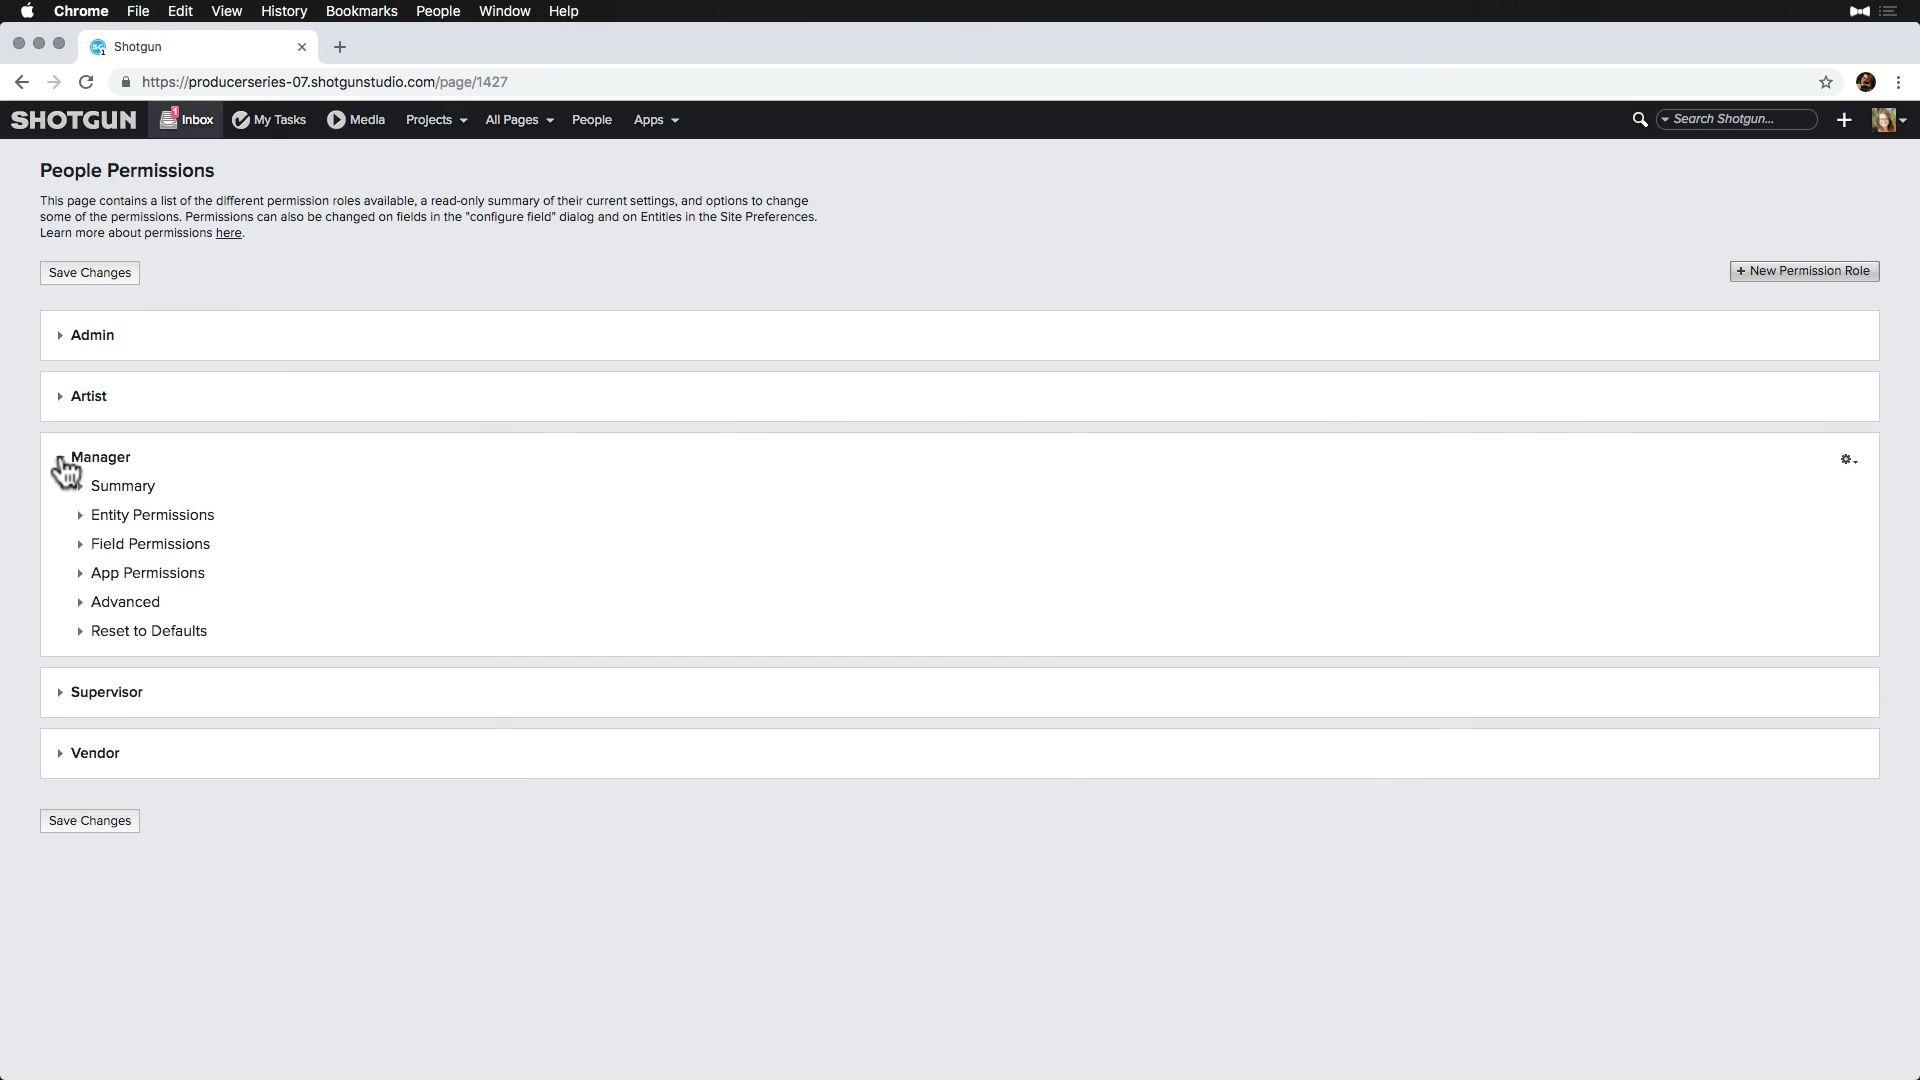 Chrome File Edit View History Bookmarks People Window Help
Shotgun
https://producerseries-07.shotgunstudio.com/page/1427
SHOTGUN 1 Inbox My Tasks Media Projects All Pages People Apps Search Shotgun...
People Permissions
This page contains a list of the different permission roles available, a read-only summary of their current settings, and options to change
some of the permissions. Permissions can also be changed on fields in the "configure field" dialog and on Entities in the Site Preferences.
Learn more about permissions here.
Save Changes
+ New Permission Role
Admin
Artist
Manager
Summary
Entity Permissions
Field Permissions
App Permissions
Advanced
Reset to Defaults
Supervisor
Vendor
Save Changes